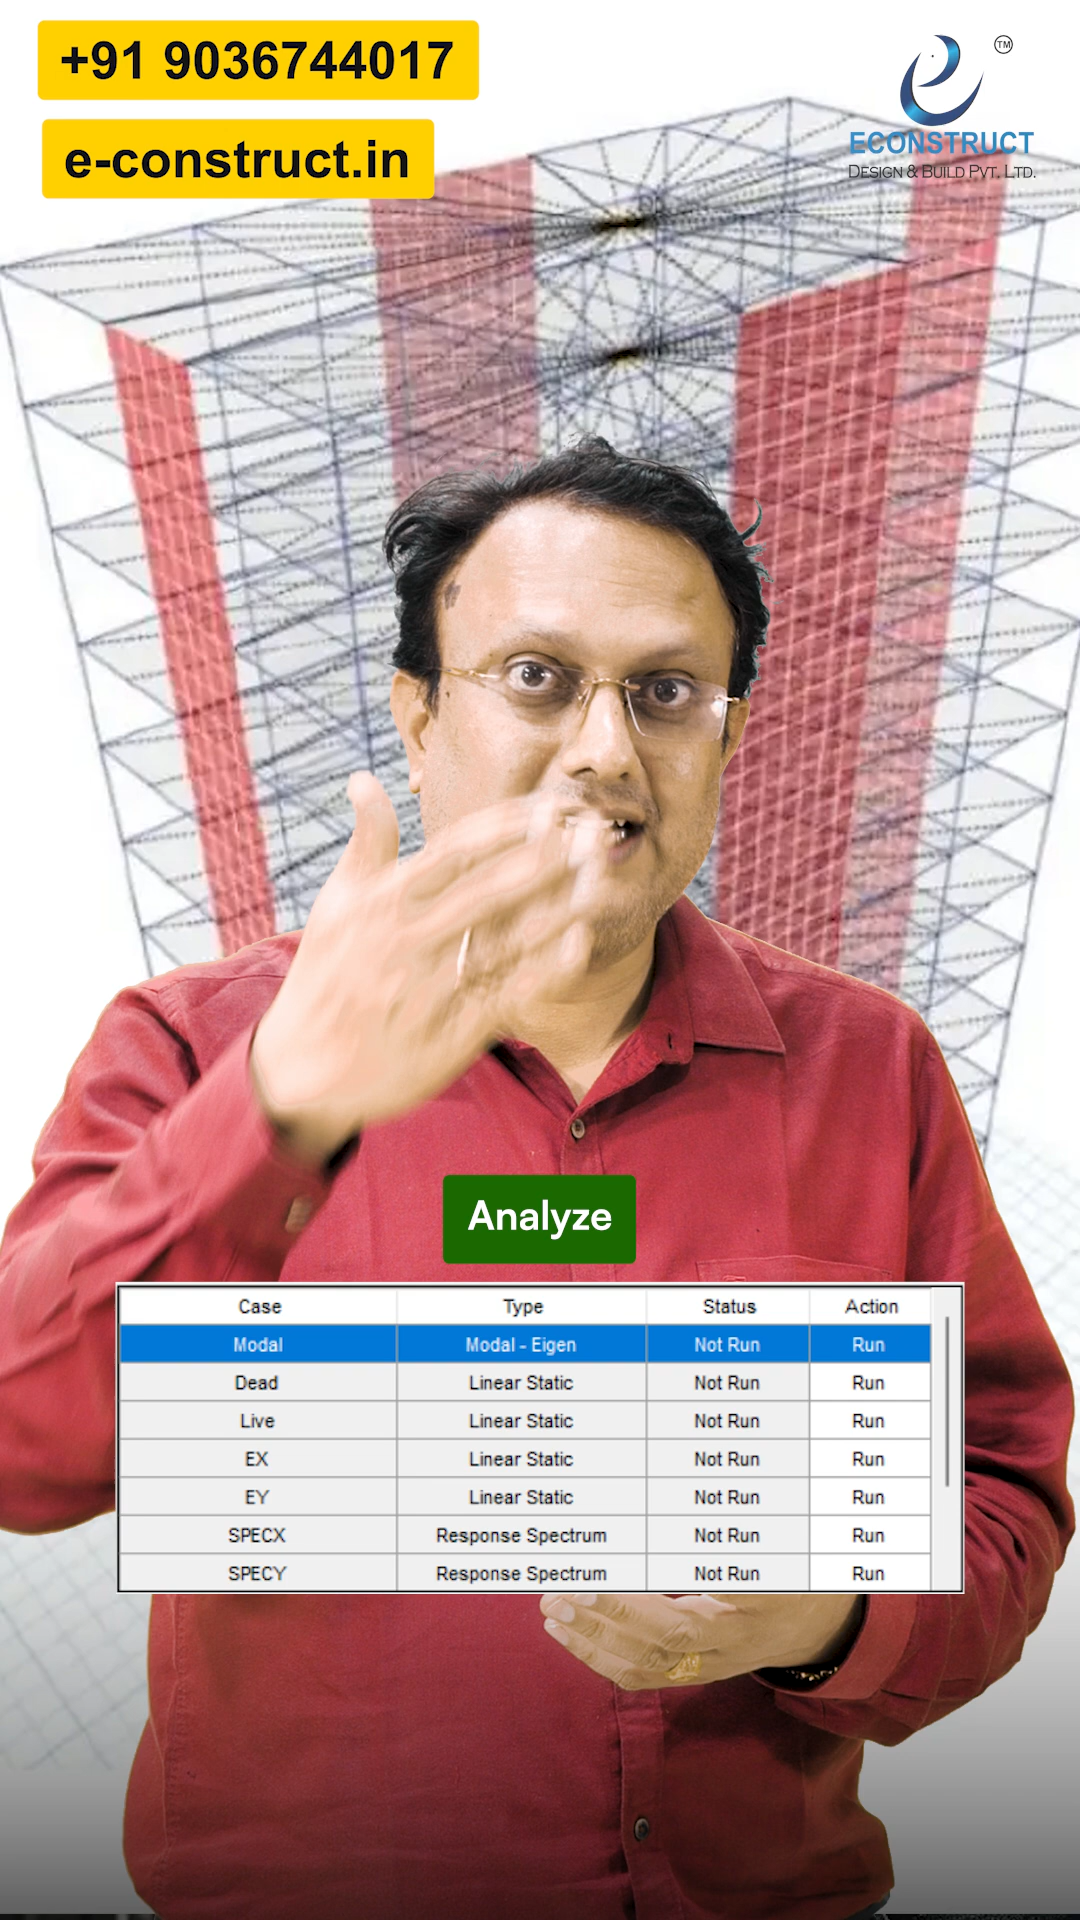 +91 9036744017
e-construct.in
TM
ECONSTRUCT
DESIGN & BUILD PVT. LTD.
Analyze
Case Type Status Action
Modal Modal - Eigen Not Run Run
Dead Linear Static Not Run Run
Live Linear Static Not Run Run
EX Linear Static Not Run Run
EY Linear Static Not Run Run
SPECX Response Spectrum Not Run Run
SPECY Response Spectrum Not Run Run